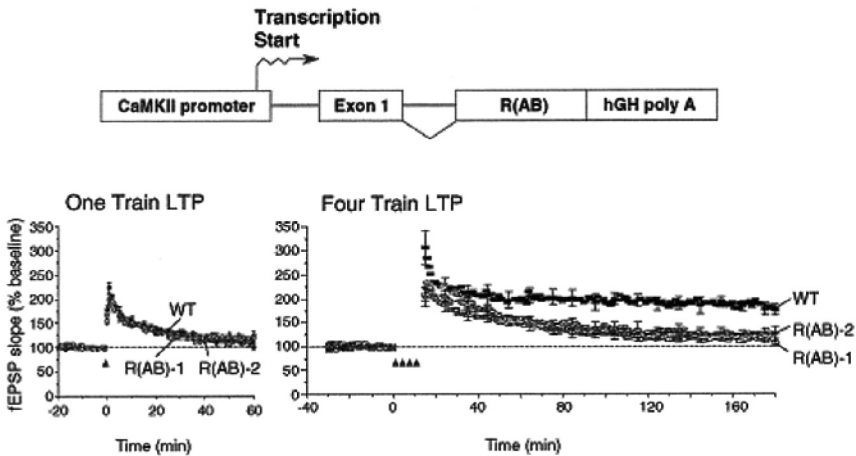 Transcription
Start
CaMKII promoter
Exon 1
R(AB)
hGH poly A
One Train LTP
Four Train LTP
fEPSP slope (% baseline)
350
300
250
200
150
100
50
0
WT
R(AB)-1
R(AB)-2
-20
0
20
40
60
Time (min)
350
300
250
200
150
100
50
0
WT
R(AB)-2
R(AB)-1
-40
0
40
80
120
160
Time (min)